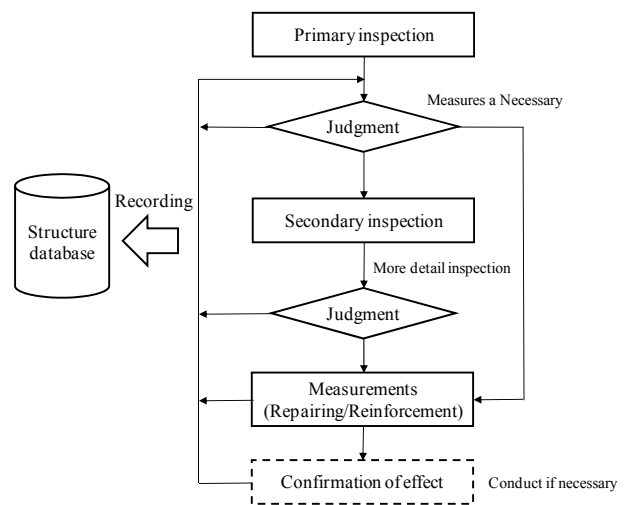 Primary inspection
Measures a Necessary
Judgment
Recording
Structure
database
Secondary inspection
More detail inspection
Judgment
Measurements
(Repairing/Reinforcement)
Confirmation of effect
Conduct if necessary